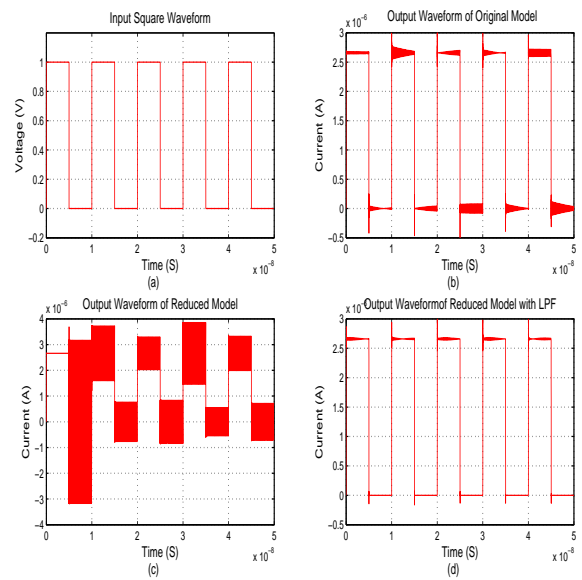 Input Square Waveform
1
0.8
0.6
0.4
0.2
0
−0.2
Voltage (V)
0
1
2
3
4
5
x 10⁻⁸
Time (S)
(a)
x 10⁻⁶
Output Waveform of Original Model
3
2.5
2
1.5
1
0.5
0
−0.5
Current (A)
0
1
2
3
4
5
x 10⁻⁸
Time (S)
(b)
x 10⁻⁶
Output Waveform of Reduced Model
4
3
2
1
0
−1
−2
−3
−4
Current (A)
0
1
2
3
4
5
x 10⁻⁸
Time (S)
(c)
Output Waveformof Reduced Model with LPF
3
2.5
2
1.5
1
0.5
0
−0.5
Current (A)
0
1
2
3
4
5
x 10⁻⁸
Time (S)
(d)